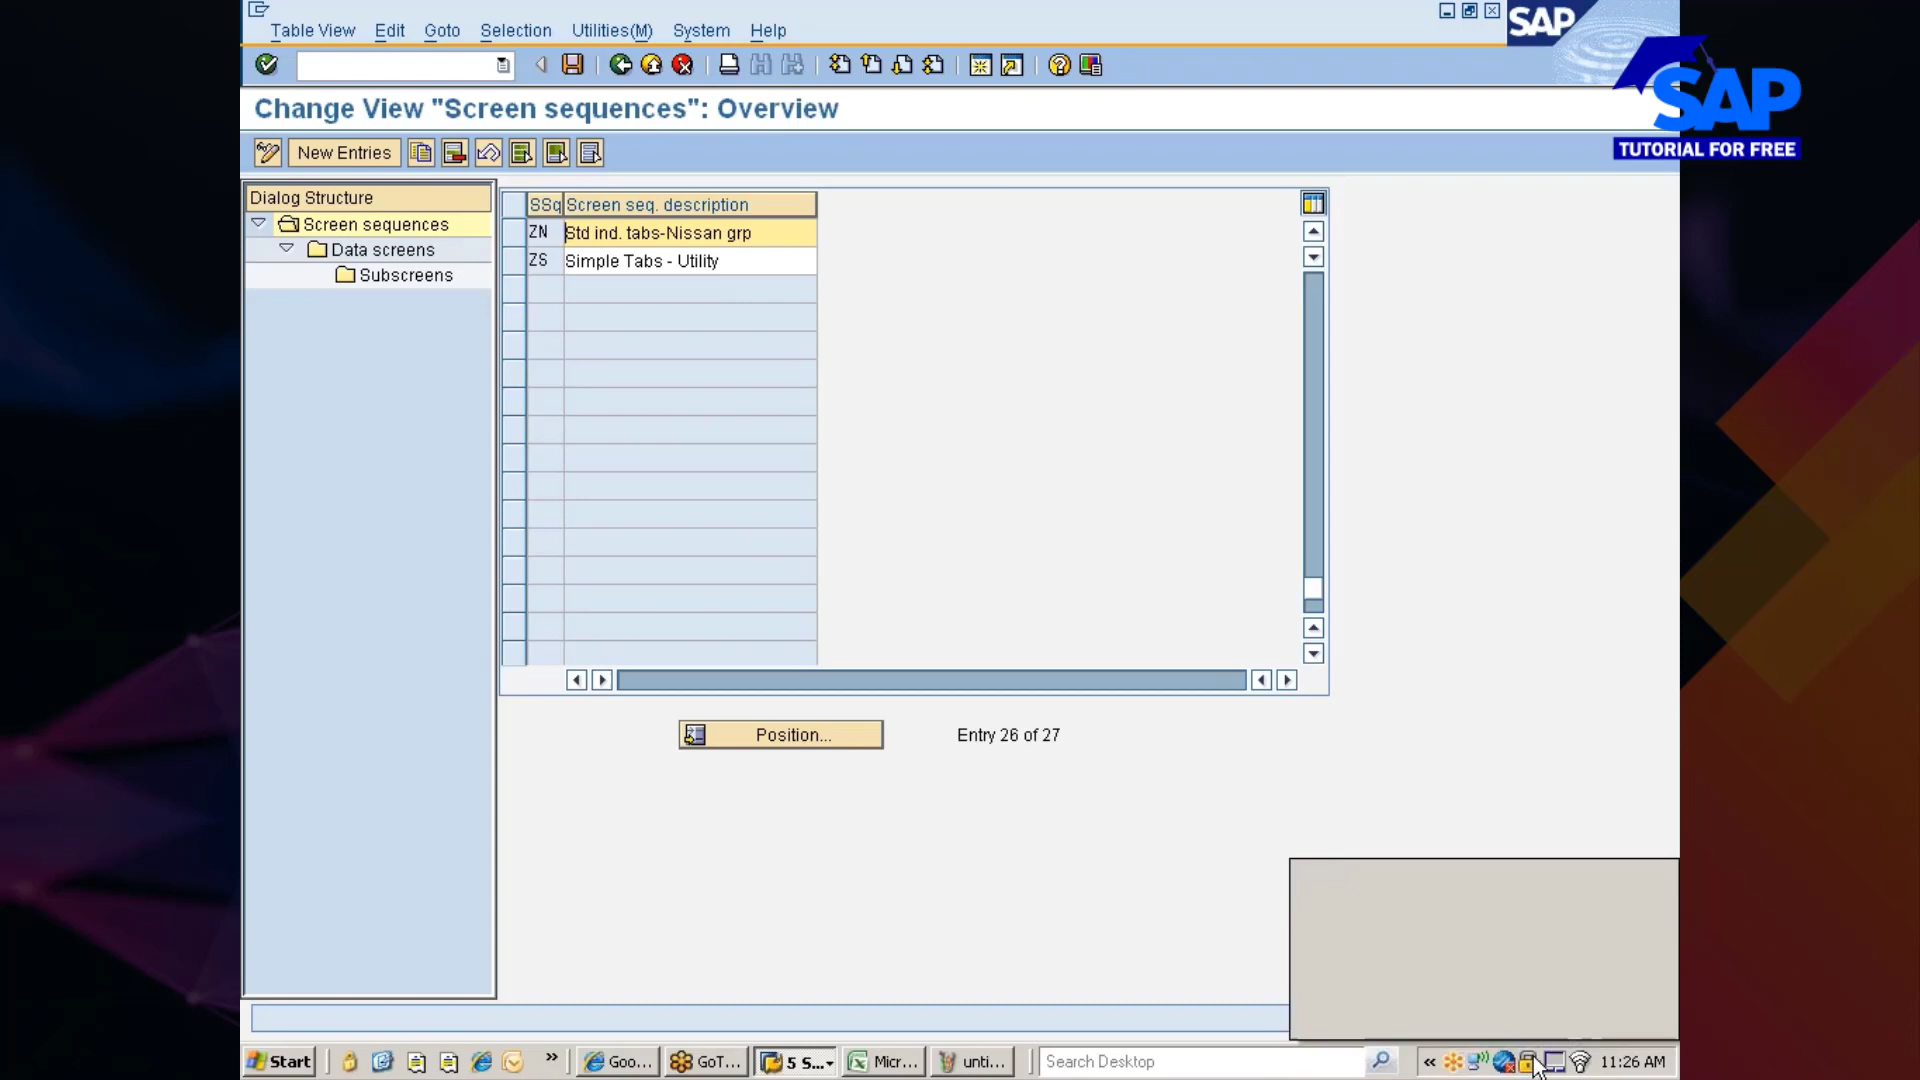 Table View Edit Goto Selection Utilities(M) System Help
SAP
SAP
TUTORIAL FOR FREE
Change View "Screen sequences": Overview
New Entries
Dialog Structure
Screen sequences
Data screens
Subscreens
SSq Screen seq. description
ZN Std ind. tabs-Nissan grp
ZS Simple Tabs - Utility
Position...
Entry 26 of 27
Start
»
Goo...
GoT...
5 S...
Micr...
unti...
Search Desktop
«
11:26 AM